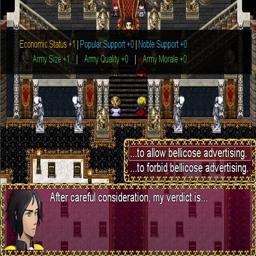 Economic Status +1 | Popular Support +0 | Noble Support +0
Army Size +1 | Army Quality +0 | Army Morale +0
...to allow bellicose advertising.
...to forbid bellicose advertising.
After careful consideration, my verdict is...